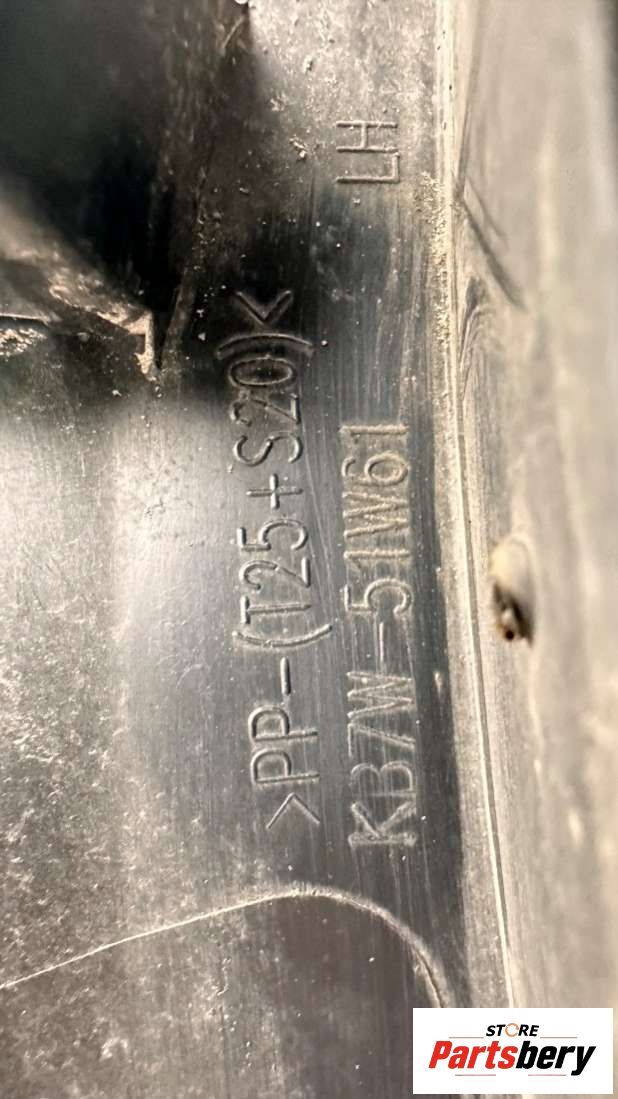 LH
>PP-(T25+S20)<
KB7W-51W61
STORE
Partsbery